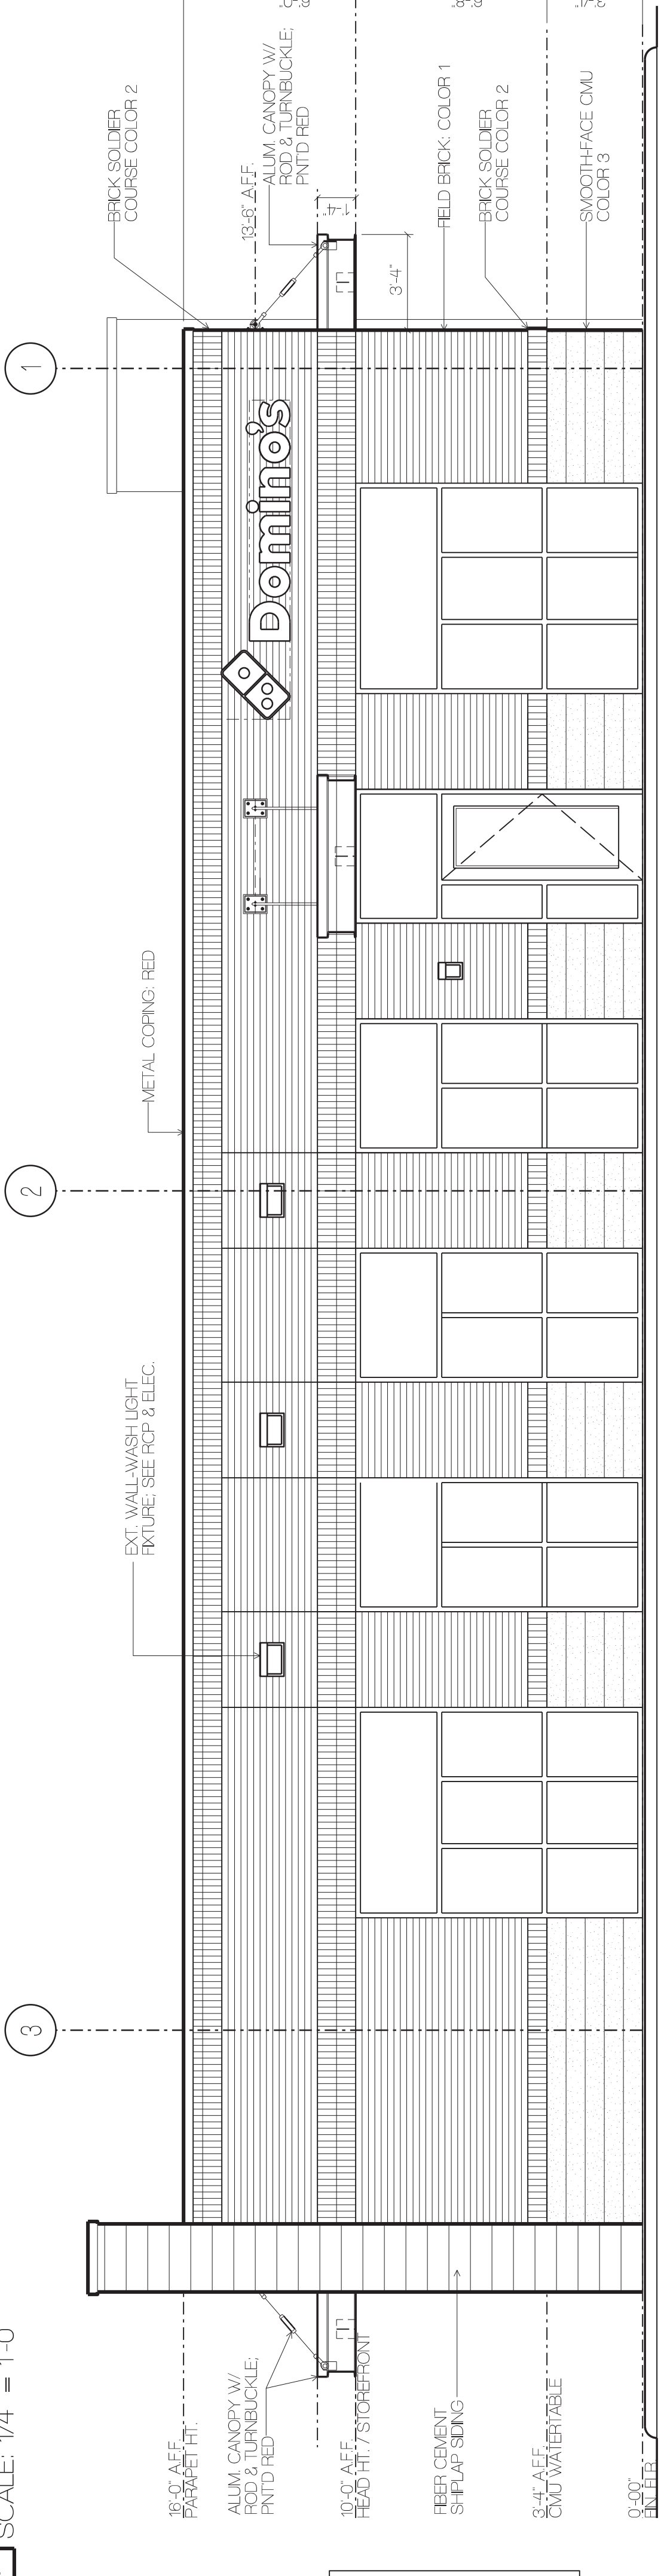 SCALE: 1/4" = 1'-0
3
2
1
16'-0" A.F.F.
PARAPET HT.
ALUM. CANOPY W/
ROD & TURNBUCKLE;
PNT'D RED
10'-0" A.F.F.
HEAD HT. / STOREFRONT
FIBER CEMENT
SHIPLAP SIDING
3'-4" A.F.F.
CMU WATERTABLE
0'-00"
FIN. FLR.
EXT. WALL-WASH LIGHT
FIXTURE; SEE RCP & ELEC.
METAL COPING: RED
Domino's
BRICK SOLDIER
COURSE COLOR 2
13'-6" A.F.F.
ALUM. CANOPY W/
ROD & TURNBUCKLE;
PNT'D RED
1'-4"
3'-4"
FIELD BRICK: COLOR 1
BRICK SOLDIER
COURSE COLOR 2
SMOOTH-FACE CMU
COLOR 3
6'-0"
6'-8"